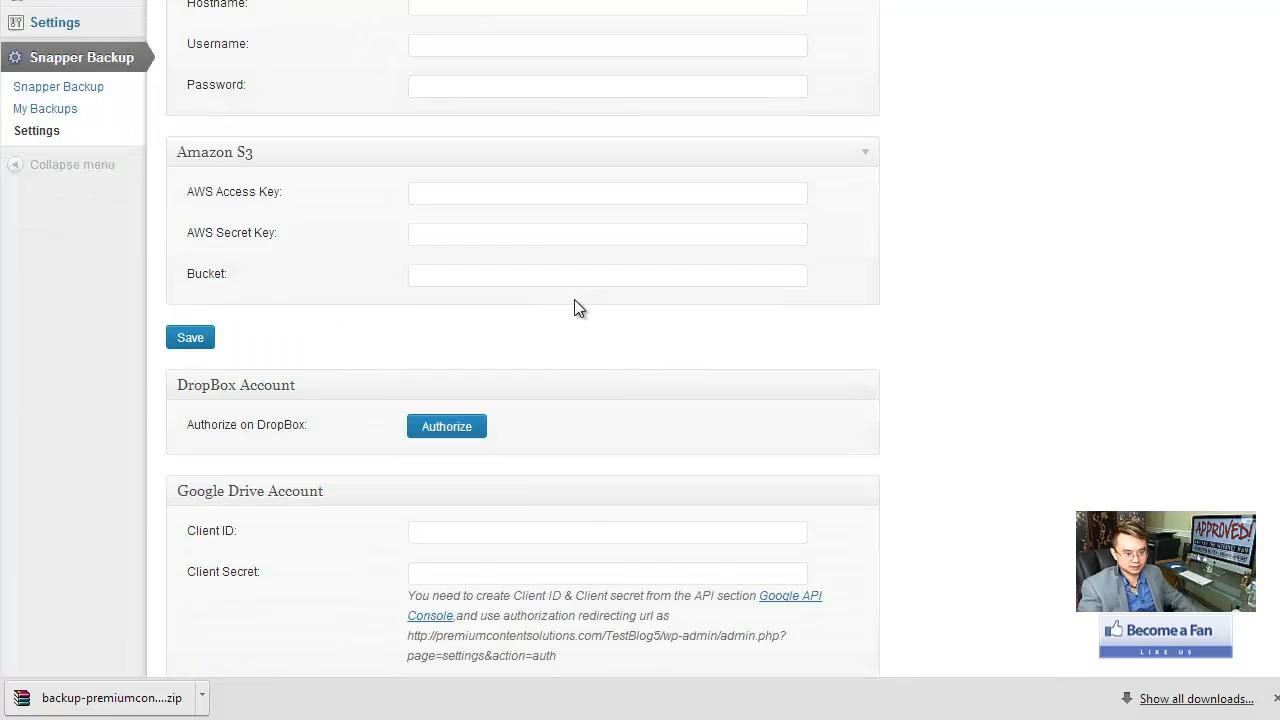 Settings
Snapper Backup
Snapper Backup
My Backups
Settings
Collapse menu
Hostname:
Username:
Password:
Amazon S3
AWS Access Key:
AWS Secret Key:
Bucket:
Save
DropBox Account
Authorize on DropBox:
Authorize
Google Drive Account
Client ID:
Client Secret:
You need to create Client ID & Client secret from the API section Google API
Console.and use authorization redirecting url as
http://premiumcontentsolutions.com/TestBlog5/wp-admin/admin.php?
page=settings&action=auth
APPROVED!
Become a Fan
LIKE US
backup-premiumcon....zip
Show all downloads...